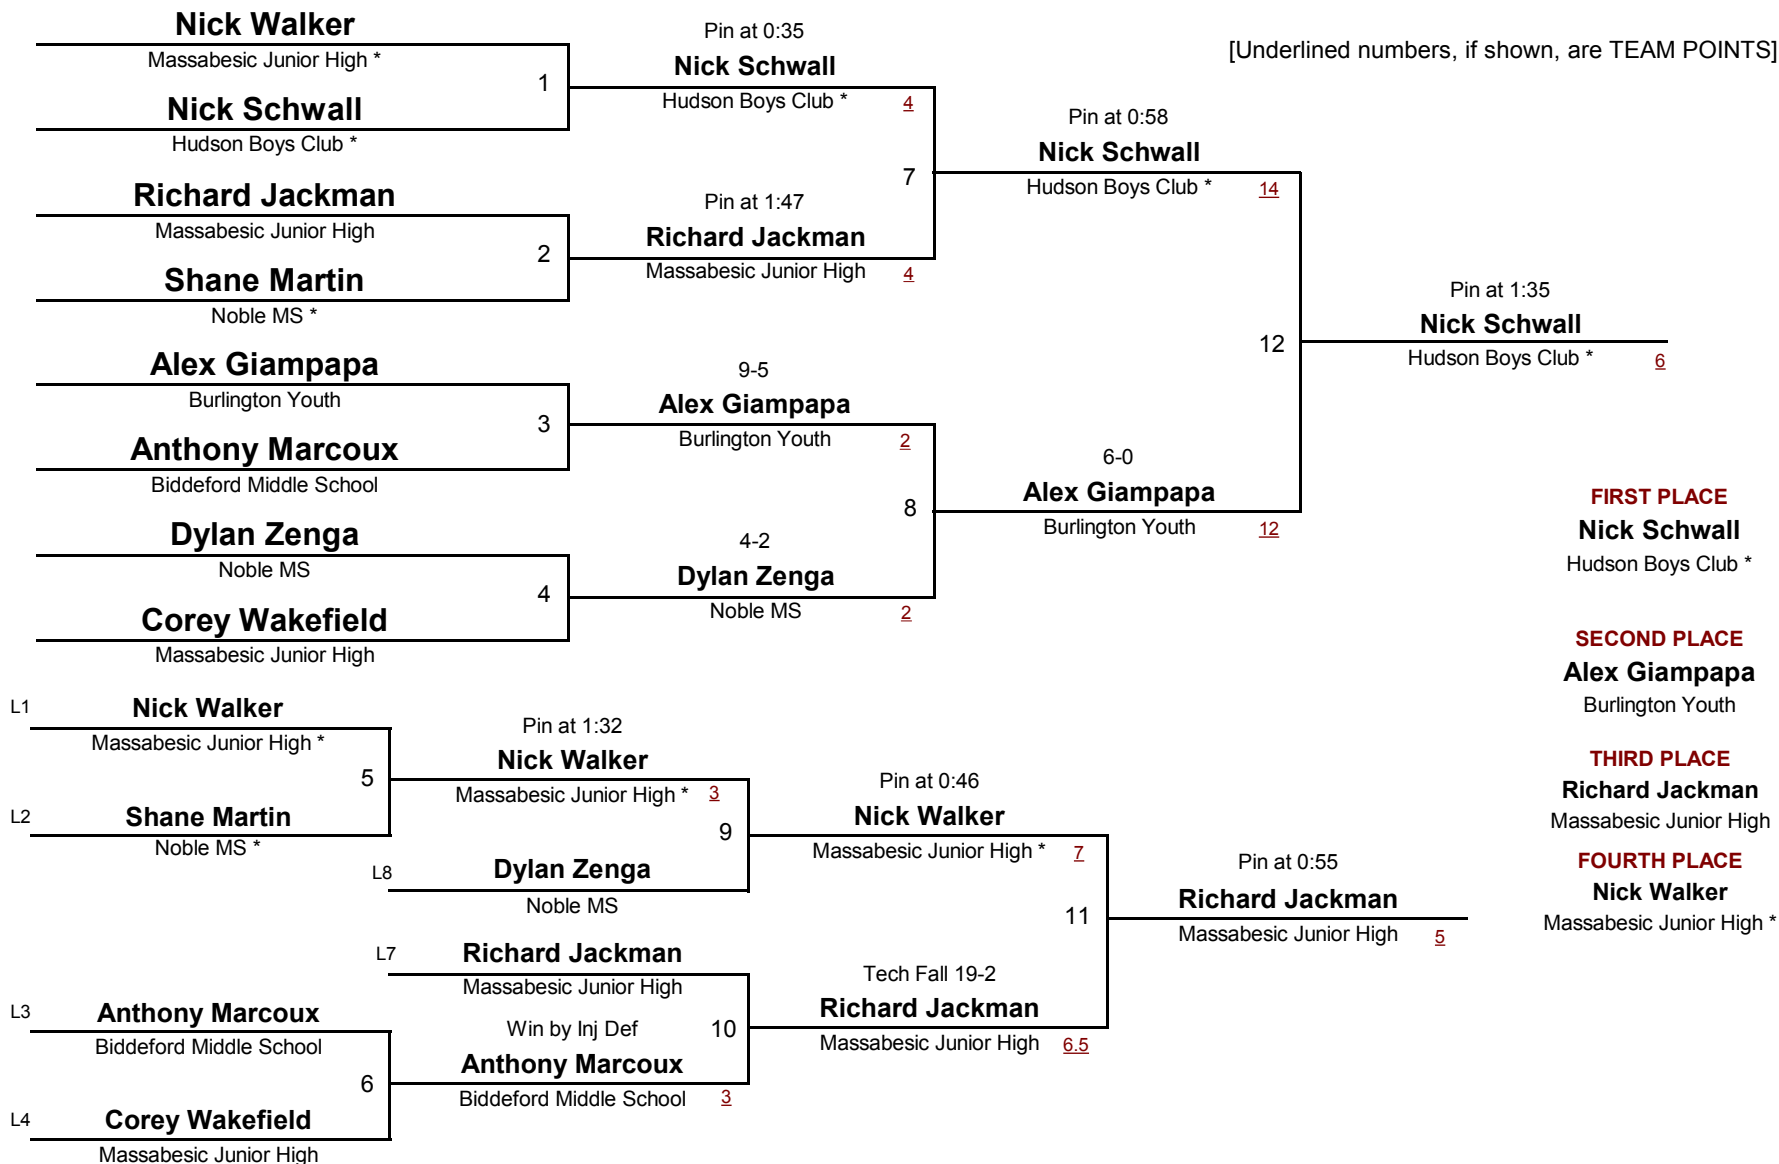 Nick Walker
Massabesic Junior High *
1
Nick Schwall
Hudson Boys Club *
Richard Jackman
Massabesic Junior High
2
Shane Martin
Noble MS *
Alex Giampapa
Burlington Youth
3
Anthony Marcoux
Biddeford Middle School
Dylan Zenga
Noble MS
4
Corey Wakefield
Massabesic Junior High
Pin at 0:35
Nick Schwall
Hudson Boys Club * 4
7
Pin at 1:47
Richard Jackman
Massabesic Junior High 4
9-5
Alex Giampapa
Burlington Youth 2
8
4-2
Dylan Zenga
Noble MS 2
[Underlined numbers, if shown, are TEAM POINTS]
Pin at 0:58
Nick Schwall
Hudson Boys Club * 14
12
6-0
Alex Giampapa
Burlington Youth 12
Pin at 1:35
Nick Schwall
Hudson Boys Club * 6
FIRST PLACE
Nick Schwall
Hudson Boys Club *
SECOND PLACE
Alex Giampapa
Burlington Youth
THIRD PLACE
Richard Jackman
Massabesic Junior High
FOURTH PLACE
Nick Walker
Massabesic Junior High *
L1 Nick Walker
Massabesic Junior High *
5
L2 Shane Martin
Noble MS *
L3 Anthony Marcoux
Biddeford Middle School
6
L4 Corey Wakefield
Massabesic Junior High
Pin at 1:32
Nick Walker
Massabesic Junior High * 3
9
L8 Dylan Zenga
Noble MS
L7 Richard Jackman
Massabesic Junior High
Win by Inj Def 10
Anthony Marcoux
Biddeford Middle School 3
Pin at 0:46
Nick Walker
Massabesic Junior High * 7
11
Tech Fall 19-2
Richard Jackman
Massabesic Junior High 6.5
Pin at 0:55
Richard Jackman
Massabesic Junior High 5